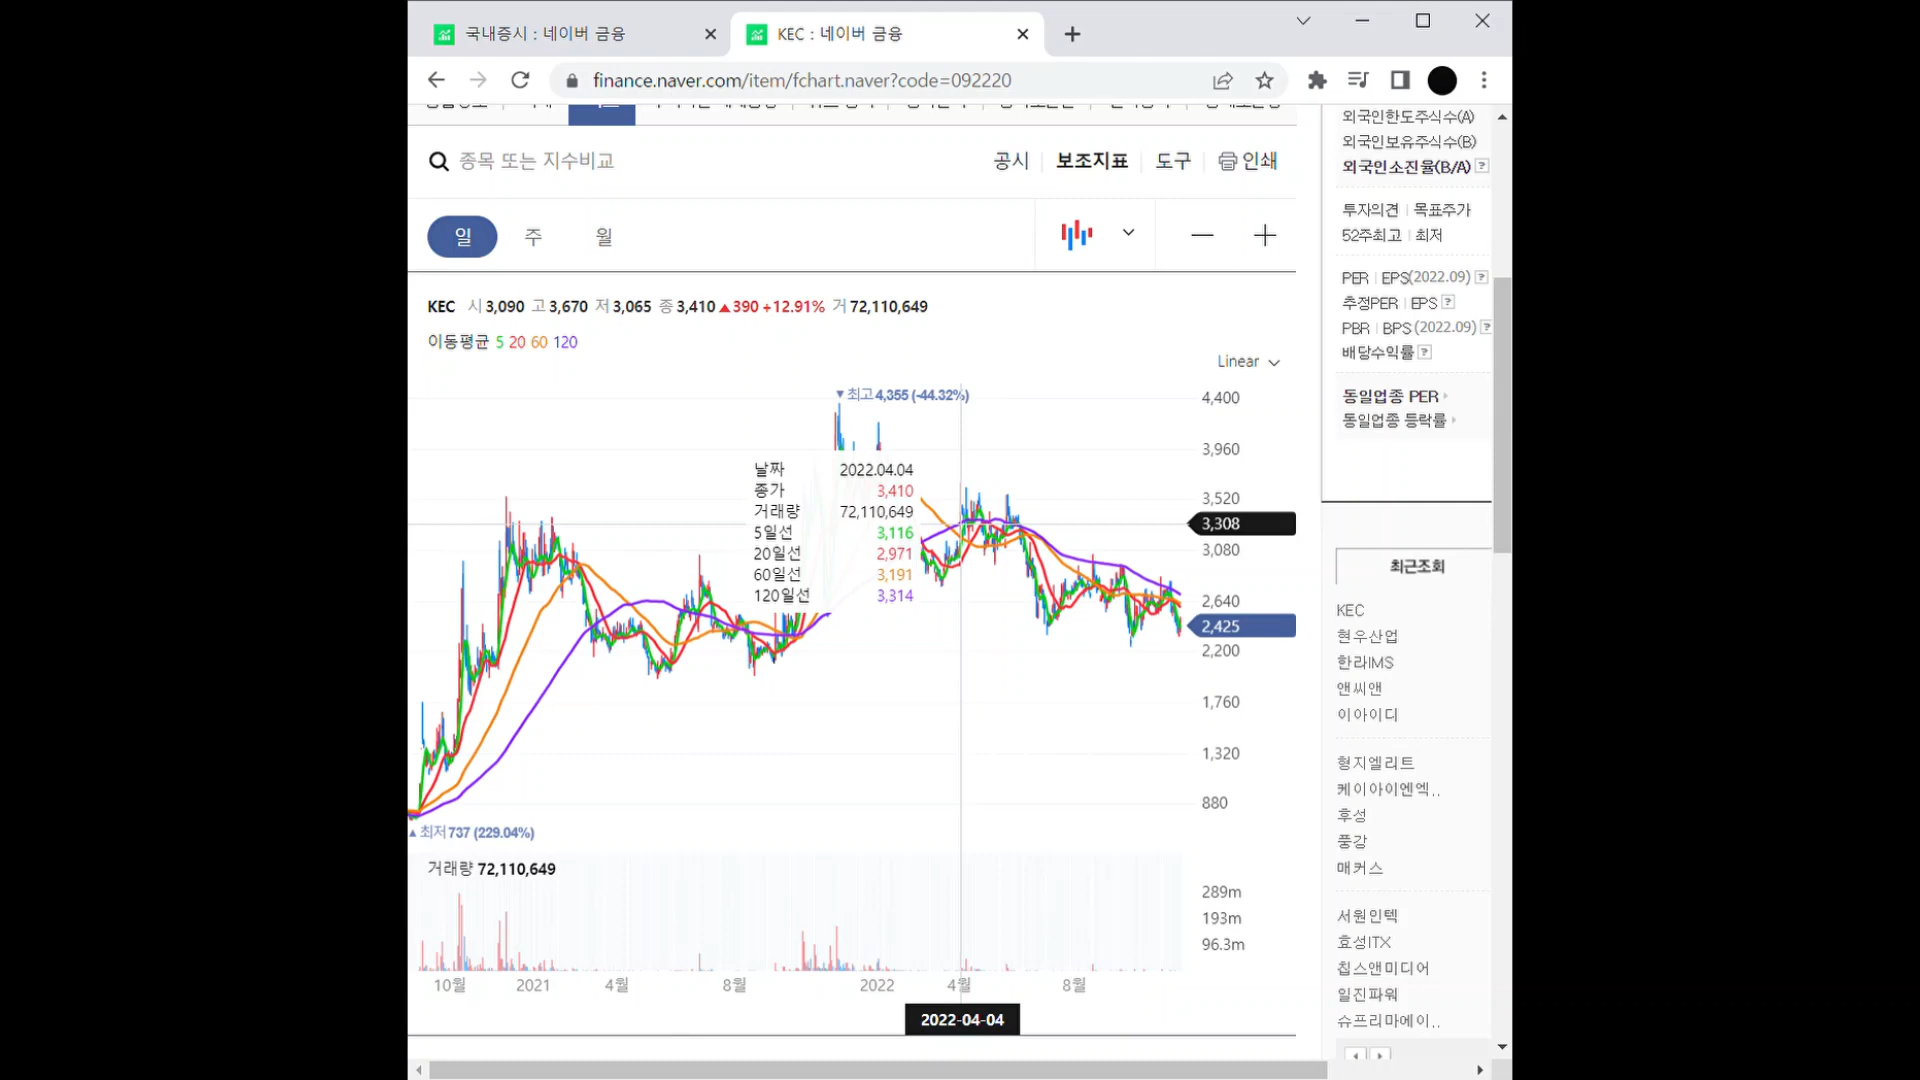 국내증시 : 네이버 금융
KEC : 네이버 금융
finance.naver.com/item/fchart.naver?code=092220
종목 또는 지수비교
공시 보조지표 도구 인쇄
일 주 월
KEC 시 3,090 고 3,670 저 3,065 종 3,410 ▲390 +12.91% 거 72,110,649
이동평균 5 20 60 120
Linear
▼최고 4,355 (-44.32%)
4,400
3,960
3,520
3,308
3,080
2,640
2,425
2,200
1,760
1,320
880
날짜 2022.04.04
종가 3,410
거래량 72,110,649
5일선 3,116
20일선 2,971
60일선 3,191
120일선 3,314
▲최저 737 (229.04%)
거래량 72,110,649
289m
193m
96.3m
10월 2021 4월 8월 2022 4월 8월
2022-04-04
외국인한도주식수(A)
외국인보유주식수(B)
외국인소진율(B/A) ?
투자의견 | 목표주가
52주최고 | 최저
PER | EPS(2022.09) ?
추정PER | EPS ?
PBR | BPS (2022.09) ?
배당수익률 ?
동일업종 PER
동일업종 등락률
최근조회
KEC
현우산업
한라IMS
앤씨앤
이아이디
형지엘리트
케이아이엔엑..
후성
풍강
매커스
서원인텍
효성ITX
칩스앤미디어
일진파워
슈프리마에이..